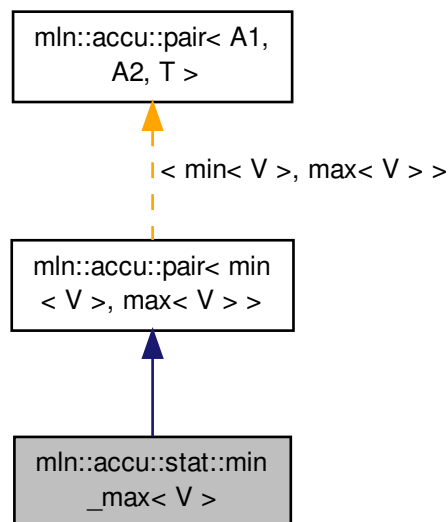 mln::accu::pair< A1,
A2, T >
< min< V >, max< V > >
mln::accu::pair< min
< V >, max< V > >
mln::accu::stat::min
_max< V >